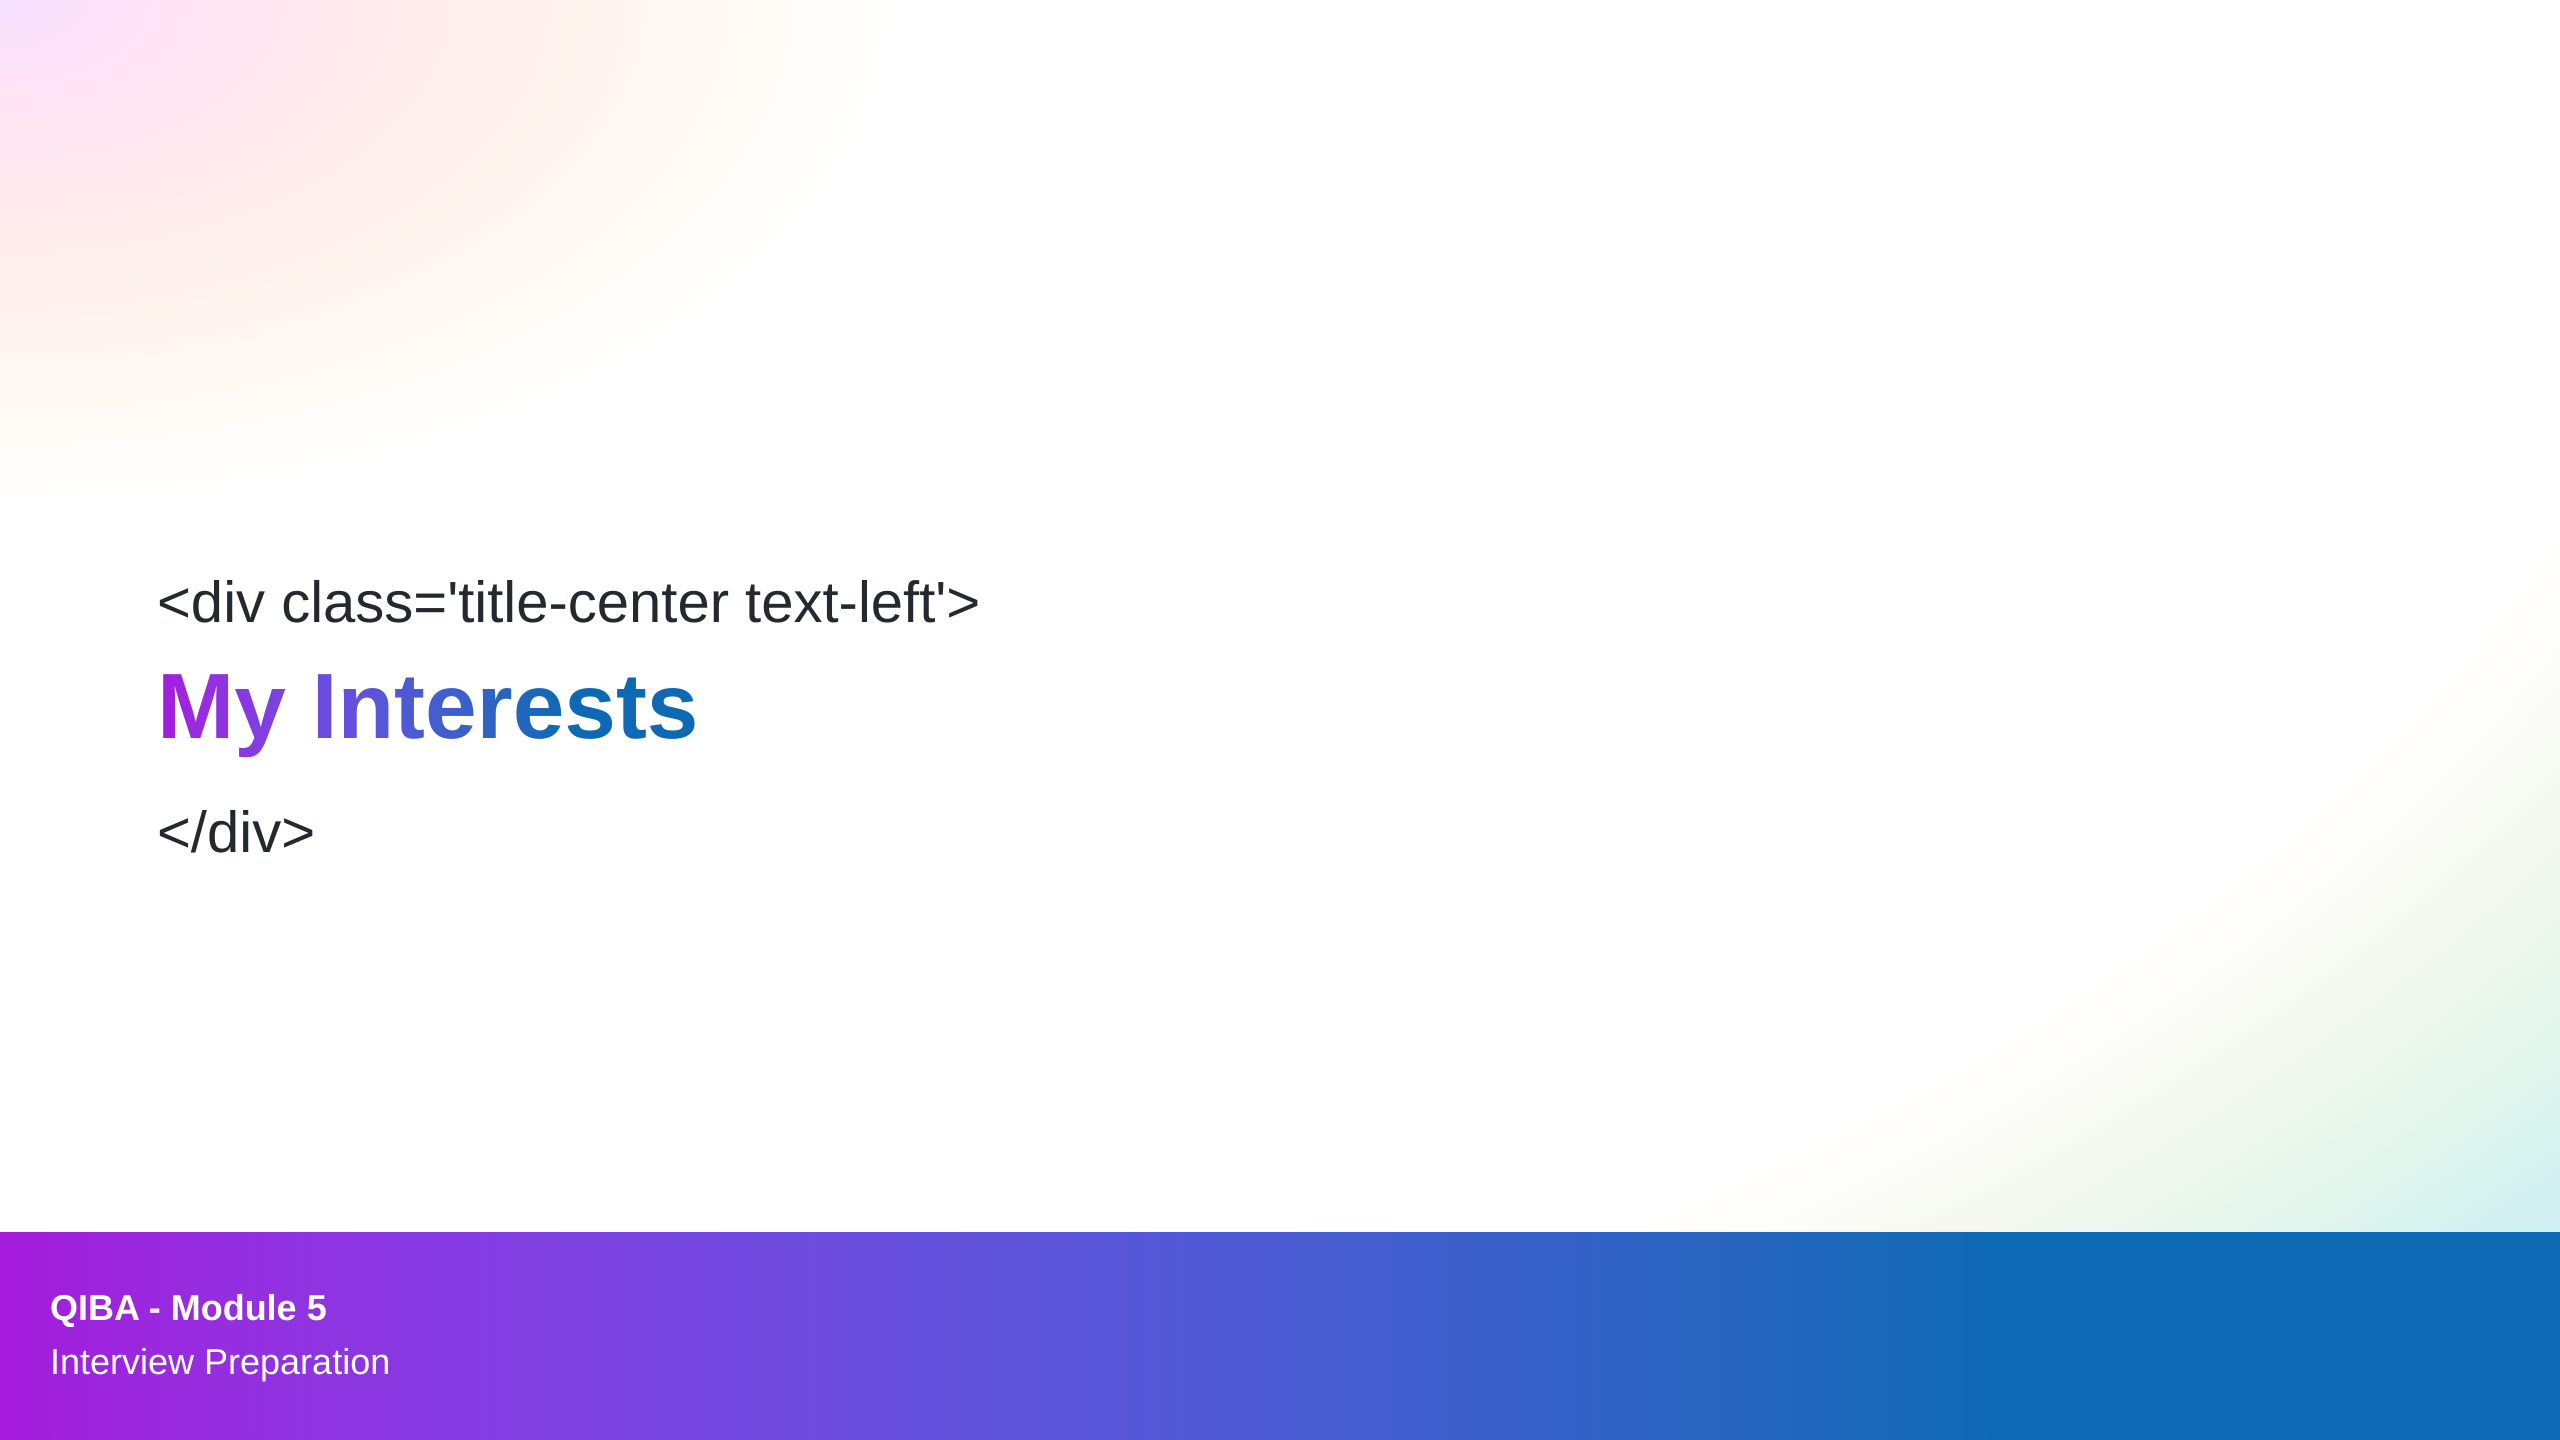 <div class='title-center text-left'>
My Interests
</div>
QIBA - Module 5
Interview Preparation